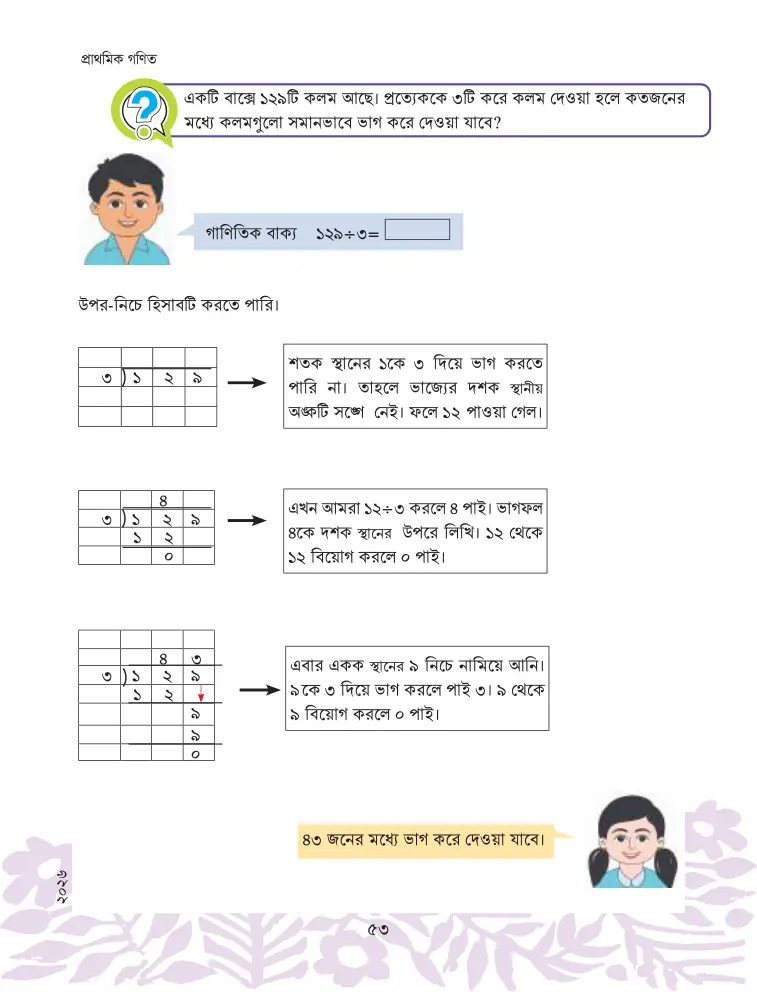 প্রাথমিক গণিত
একটি বাক্সে ১২৯টি কলম আছে। প্রত্যেককে ৩টি করে কলম দেওয়া হলে কতজনের
মধ্যে কলমগুলো সমানভাবে ভাগ করে দেওয়া যাবে?
গাণিতিক বাক্য ১২৯÷৩=
উপর-নিচে হিসাবটি করতে পারি।
৩ ) ১ ২ ৯
শতক স্থানের ১কে ৩ দিয়ে ভাগ করতে
পারি না। তাহলে ভাজ্যের দশক স্থানীয়
অঙ্কটি সঙ্গে নেই। ফলে ১২ পাওয়া গেল।
৪
৩ ) ১ ২ ৯
১ ২
০
এখন আমরা ১২÷৩ করলে ৪ পাই। ভাগফল
৪কে দশক স্থানের উপরে লিখি। ১২ থেকে
১২ বিয়োগ করলে ০ পাই।
৪ ৩
৩ ) ১ ২ ৯
১ ২
৯
৯
০
এবার একক স্থানের ৯ নিচে নামিয়ে আনি।
৯কে ৩ দিয়ে ভাগ করলে পাই ৩। ৯ থেকে
৯ বিয়োগ করলে ০ পাই।
৪৩ জনের মধ্যে ভাগ করে দেওয়া যাবে।
২০২৬
৫৩